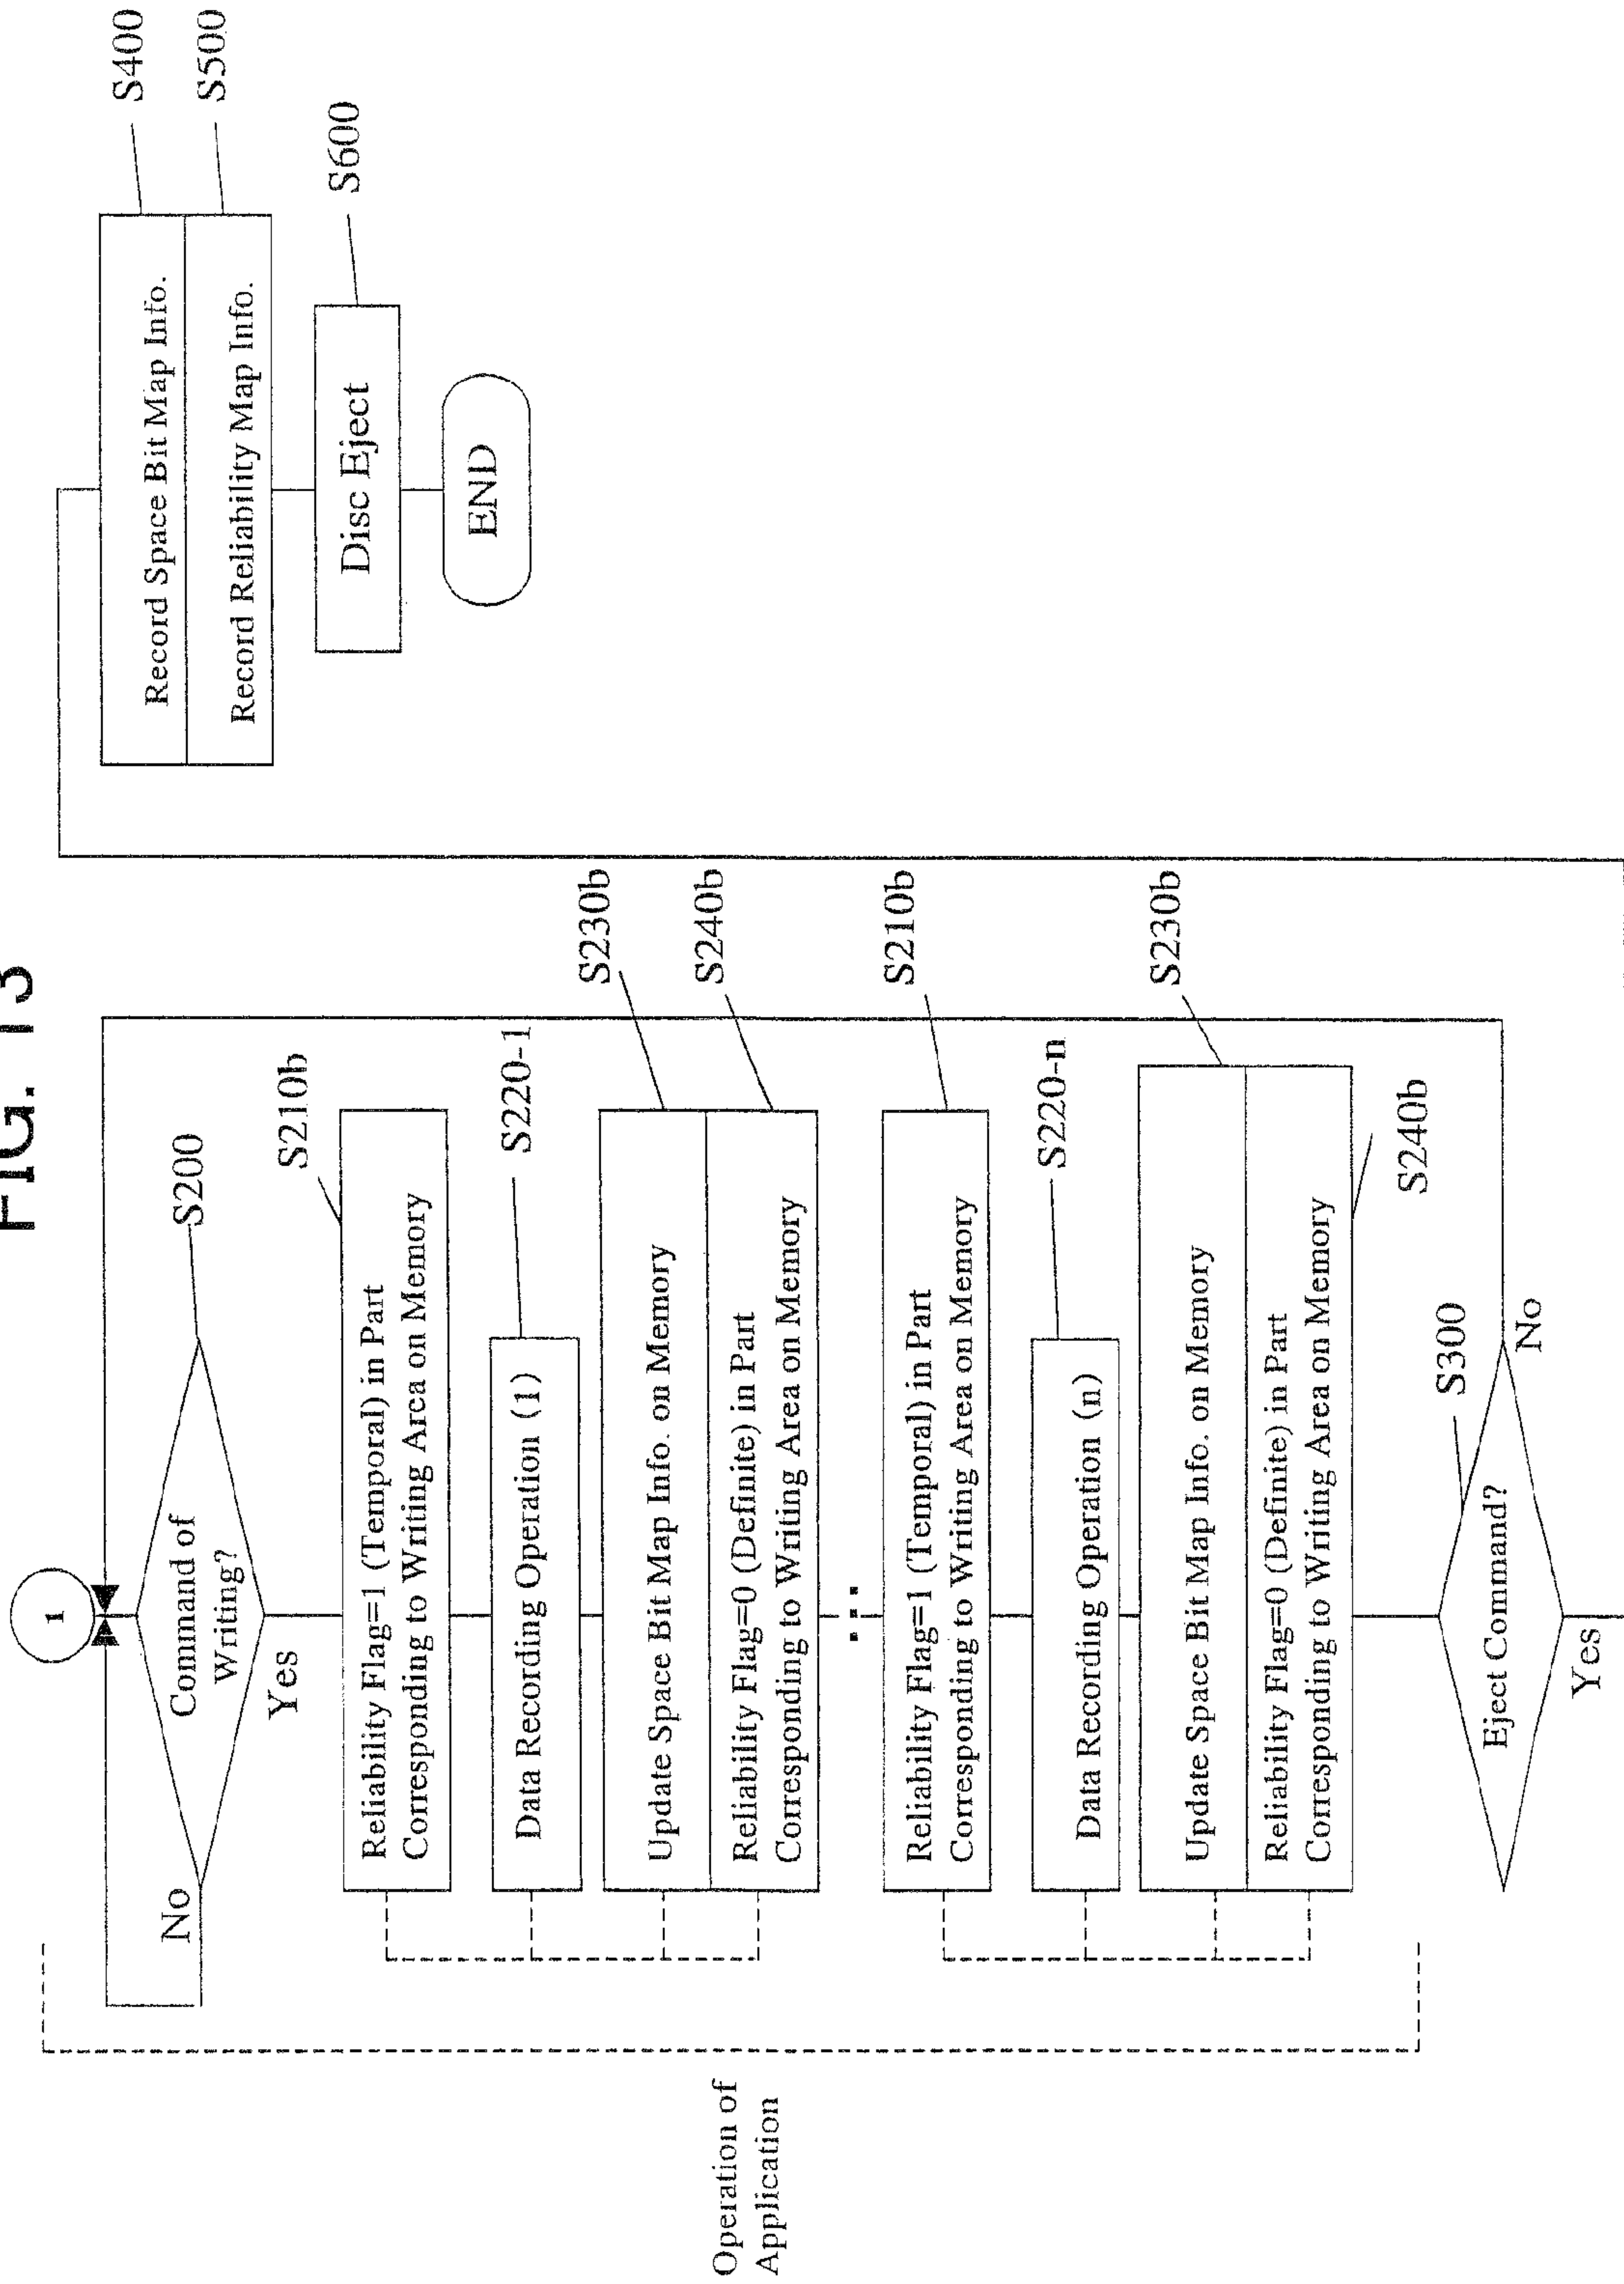 FIG. 13
1
Command of
Writing?
S200
No
Yes
S210b
Reliability Flag=1 (Temporal) in Part
Corresponding to Writing Area on Memory
S220-1
Data Recording Operation (1)
S230b
Update Space Bit Map Info. on Memory
S240b
Reliability Flag=0 (Definite) in Part
Corresponding to Writing Area on Memory
S210b
Reliability Flag=1 (Temporal) in Part
Corresponding to Writing Area on Memory
S220-n
Data Recording Operation (n)
S230b
Update Space Bit Map Info. on Memory
Reliability Flag=0 (Definite) in Part
Corresponding to Writing Area on Memory
S240b
S300
Eject Command?
No
Yes
Operation of
Application
S400
Record Space Bit Map Info.
S500
Record Reliability Map Info.
S600
Disc Eject
END